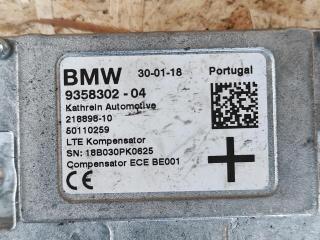 BMW 30-01-18 Portugal
9358302 - 04
Kathrein Automotive
218898-10
50110259
LTE Kompensator
SN: 18B030PK0625
Compensator ECE BE001
CE